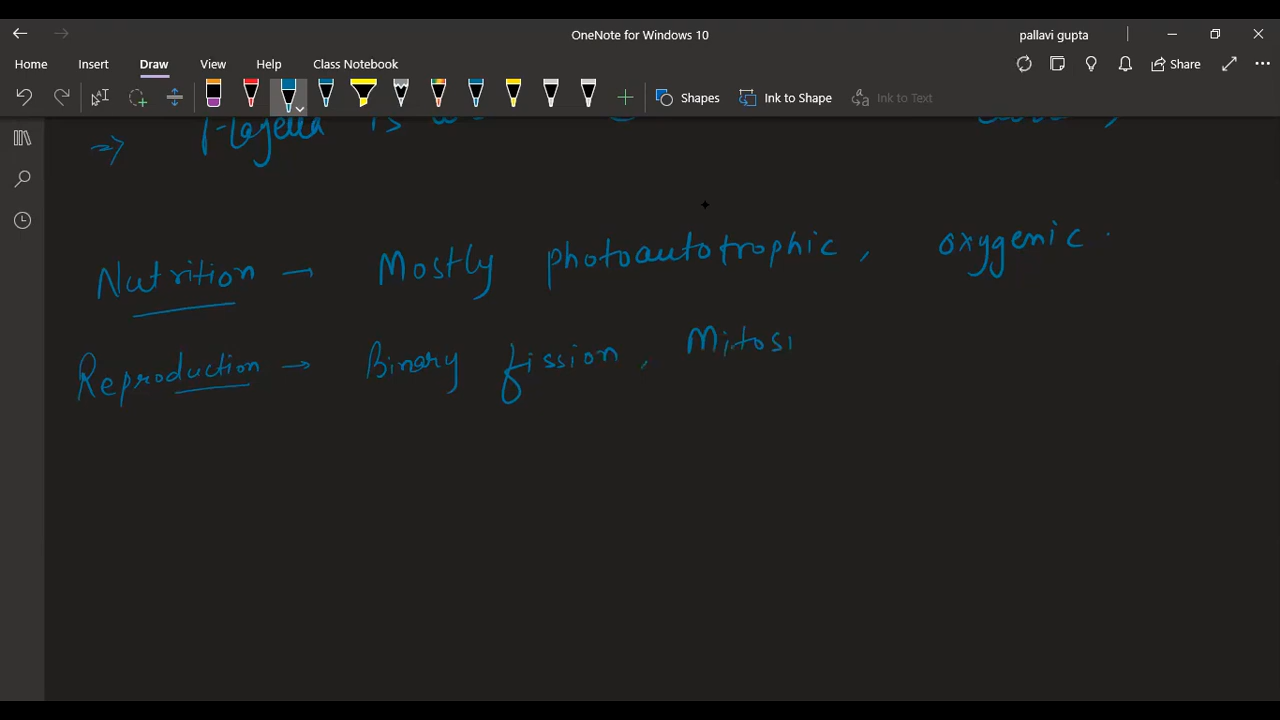 OneNote for Windows 10
pallavi gupta
Home Insert Draw View Help Class Notebook
Share
Shapes Ink to Shape Ink to Text
⇒ Flagella is
Nutrition → Mostly photoautotrophic, oxygenic.
Reproduction → Binary fission, Mitosi